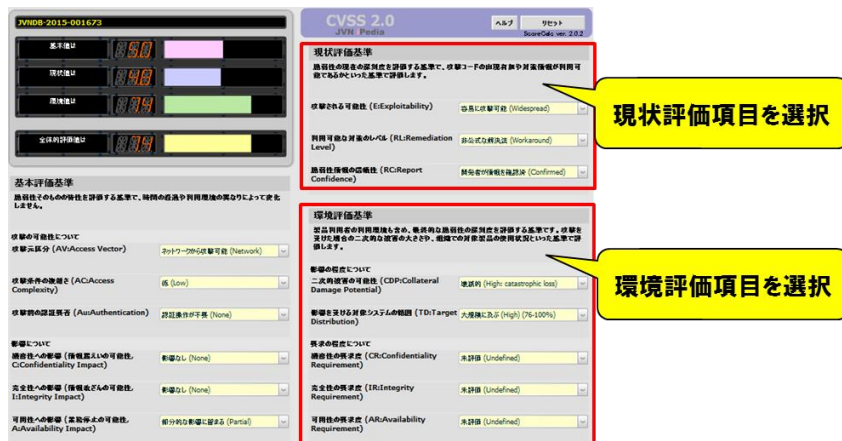 JVNDB-2015-001673
基本値は 5.0
現状値は 4.8
環境値は 7.4
全体的評価値は 7.4
基本評価基準
脆弱性そのものの特性を評価する基準で、時間の経過や利用環境の異なりによって変化しません。
攻撃の可能性について
攻撃元区分 (AV:Access Vector)
ネットワークから攻撃可能 (Network)
攻撃条件の複雑さ (AC:Access
Complexity)
低 (Low)
攻撃前の認証要否 (Au:Authentication)
認証操作が不要 (None)
影響について
機密性への影響 (情報漏えいの可能性,
C:Confidentiality Impact)
影響なし (None)
完全性への影響 (情報改ざんの可能性,
I:Integrity Impact)
影響なし (None)
可用性への影響 (業務停止の可能性,
A:Availability Impact)
部分的な影響に留まる (Partial)
CVSS 2.0
JVN iPedia
ヘルプ
リセット
ScoreCalc ver. 2.0.2
現状評価基準
脆弱性の現在の深刻度を評価する基準で、攻撃コードの出現有無や対策情報が利用可
能であるかといった基準で評価します。
攻撃される可能性 (E:Exploitability)
容易に攻撃可能 (Widespread)
利用可能な対策のレベル (RL:Remediation
Level)
非公式な解決法 (Workaround)
脆弱性情報の信頼性 (RC:Report
Confidence)
開発者が情報を確認済 (Confirmed)
現状評価項目を選択
環境評価基準
製品利用者の利用環境も含め、最終的な脆弱性の深刻度を評価する基準です。攻撃を
受けた場合の二次的な被害の大きさや、組織での対象製品の使用状況といった基準で評
価します。
影響の程度について
二次的被害の可能性 (CDP:Collateral
Damage Potential)
壊滅的 (High: catastrophic loss)
影響を受ける対象システムの範囲 (TD:Target
Distribution)
大規模に及ぶ (High) (76-100%)
要求の程度について
機密性の要求度 (CR:Confidentiality
Requirement)
未評価 (Undefined)
完全性の要求度 (IR:Integrity
Requirement)
未評価 (Undefined)
可用性の要求度 (AR:Availability
Requirement)
未評価 (Undefined)
環境評価項目を選択